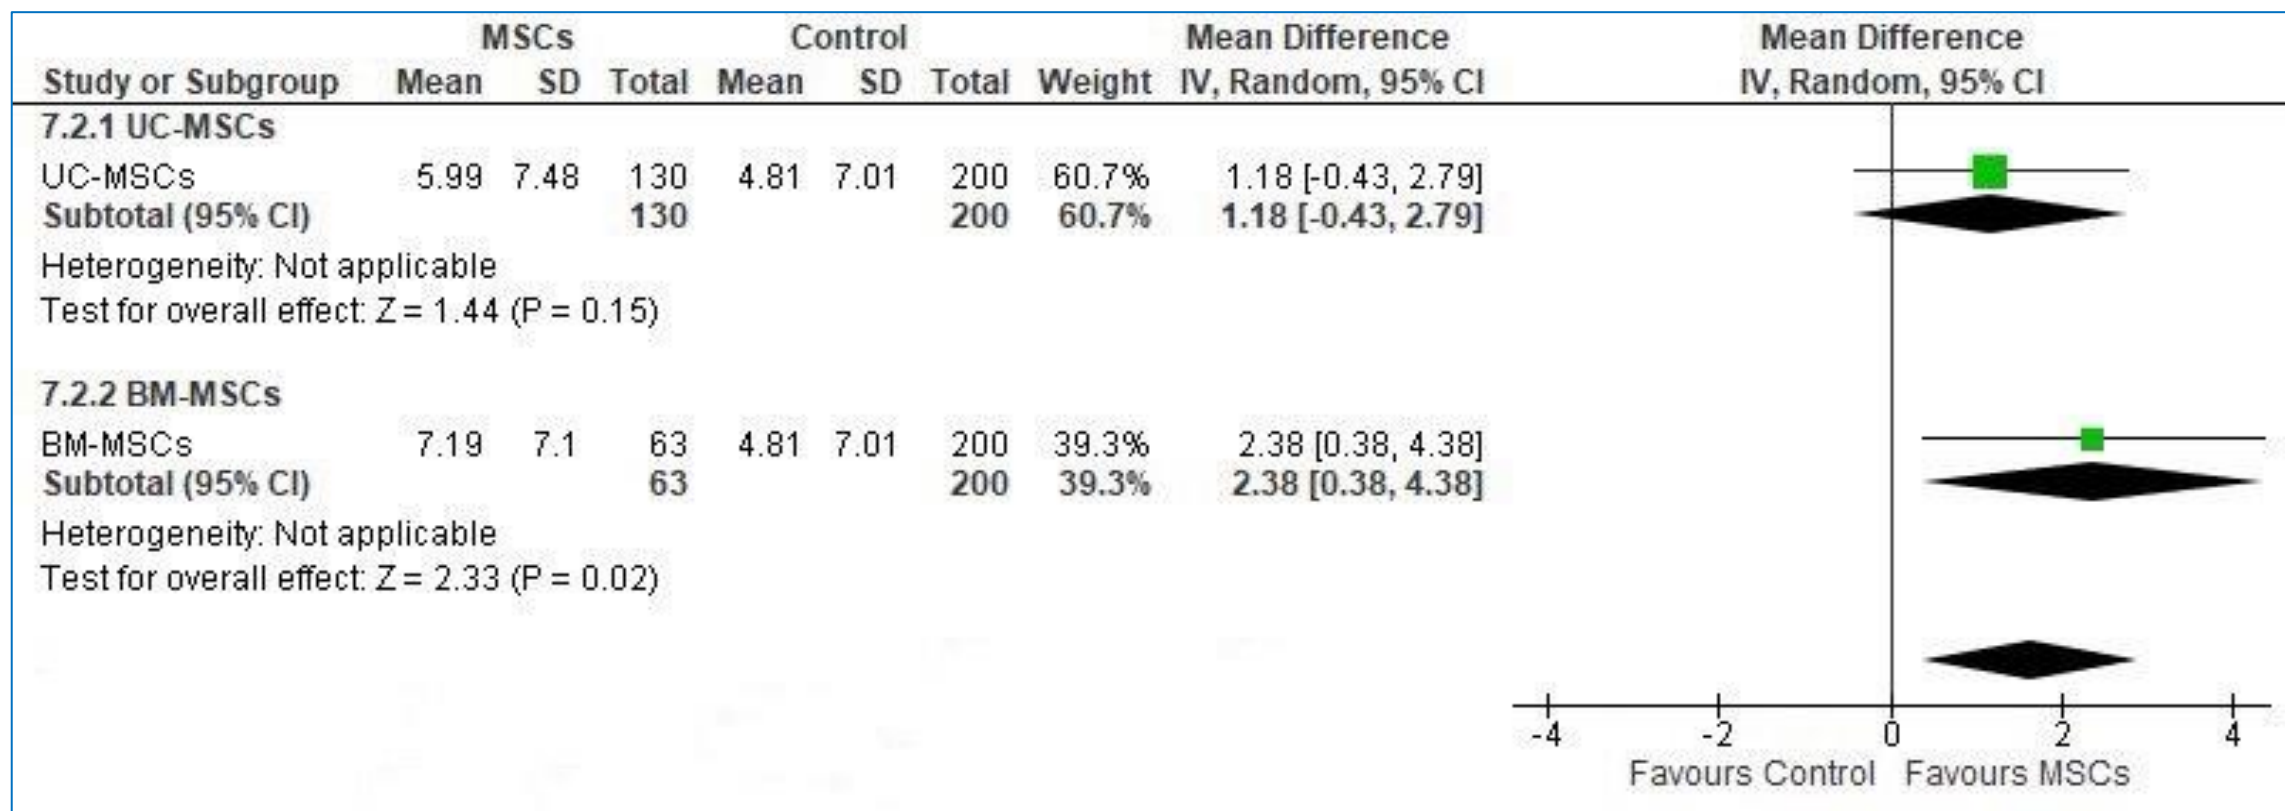 MSCs Control Mean Difference Mean Difference
Study or Subgroup Mean SD Total Mean SD Total Weight IV, Random, 95% CI IV, Random, 95% CI
7.2.1 UC-MSCs
UC-MSCs 5.99 7.48 130 4.81 7.01 200 60.7% 1.18 [-0.43, 2.79]
Subtotal (95% CI) 130 200 60.7% 1.18 [-0.43, 2.79]
Heterogeneity: Not applicable
Test for overall effect: Z = 1.44 (P = 0.15)
7.2.2 BM-MSCs
BM-MSCs 7.19 7.1 63 4.81 7.01 200 39.3% 2.38 [0.38, 4.38]
Subtotal (95% CI) 63 200 39.3% 2.38 [0.38, 4.38]
Heterogeneity: Not applicable
Test for overall effect: Z = 2.33 (P = 0.02)
-4 -2 0 2 4
Favours Control Favours MSCs